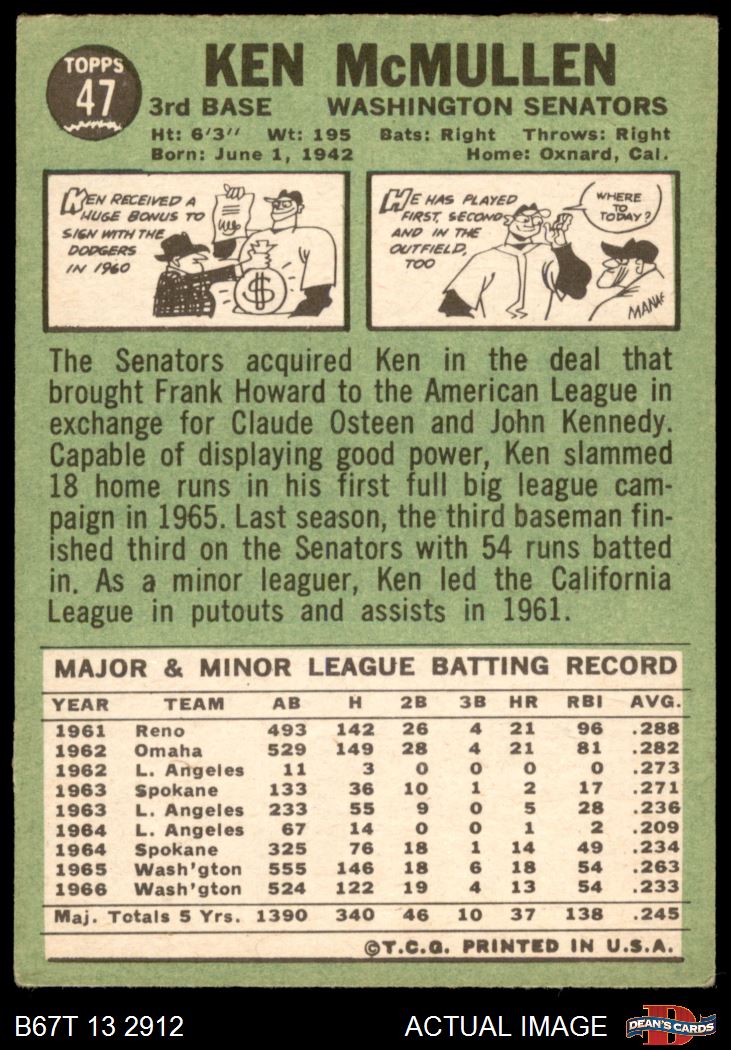 TOPPS
47
KEN McMULLEN
3rd BASE WASHINGTON SENATORS
Ht: 6'3" Wt: 195 Bats: Right Throws: Right
Born: June 1, 1942 Home: Oxnard, Cal.
KEN RECEIVED A
HUGE BONUS TO
SIGN WITH THE
DODGERS
IN 1960
HE HAS PLAYED
FIRST, SECOND
AND IN THE
OUTFIELD,
TOO
WHERE
TO
TODAY?
The Senators acquired Ken in the deal that
brought Frank Howard to the American League in
exchange for Claude Osteen and John Kennedy.
Capable of displaying good power, Ken slammed
18 home runs in his first full big league cam-
paign in 1965. Last season, the third baseman fin-
ished third on the Senators with 54 runs batted
in. As a minor leaguer, Ken led the California
League in putouts and assists in 1961.
MAJOR & MINOR LEAGUE BATTING RECORD
YEAR TEAM AB H 2B 3B HR RBI AVG.
1961 Reno 493 142 26 4 21 96 .288
1962 Omaha 529 149 28 4 21 81 .282
1962 L. Angeles 11 3 0 0 0 0 .273
1963 Spokane 133 36 10 1 2 17 .271
1963 L. Angeles 233 55 9 0 5 28 .236
1964 L. Angeles 67 14 0 0 1 2 .209
1964 Spokane 325 76 18 1 14 49 .234
1965 Wash'gton 555 146 18 6 18 54 .263
1966 Wash'gton 524 122 19 4 13 54 .233
Maj. Totals 5 Yrs. 1390 340 46 10 37 138 .245
©T.C.G. PRINTED IN U.S.A.
B67T 13 2912 ACTUAL IMAGE
D
DEAN'S CARDS